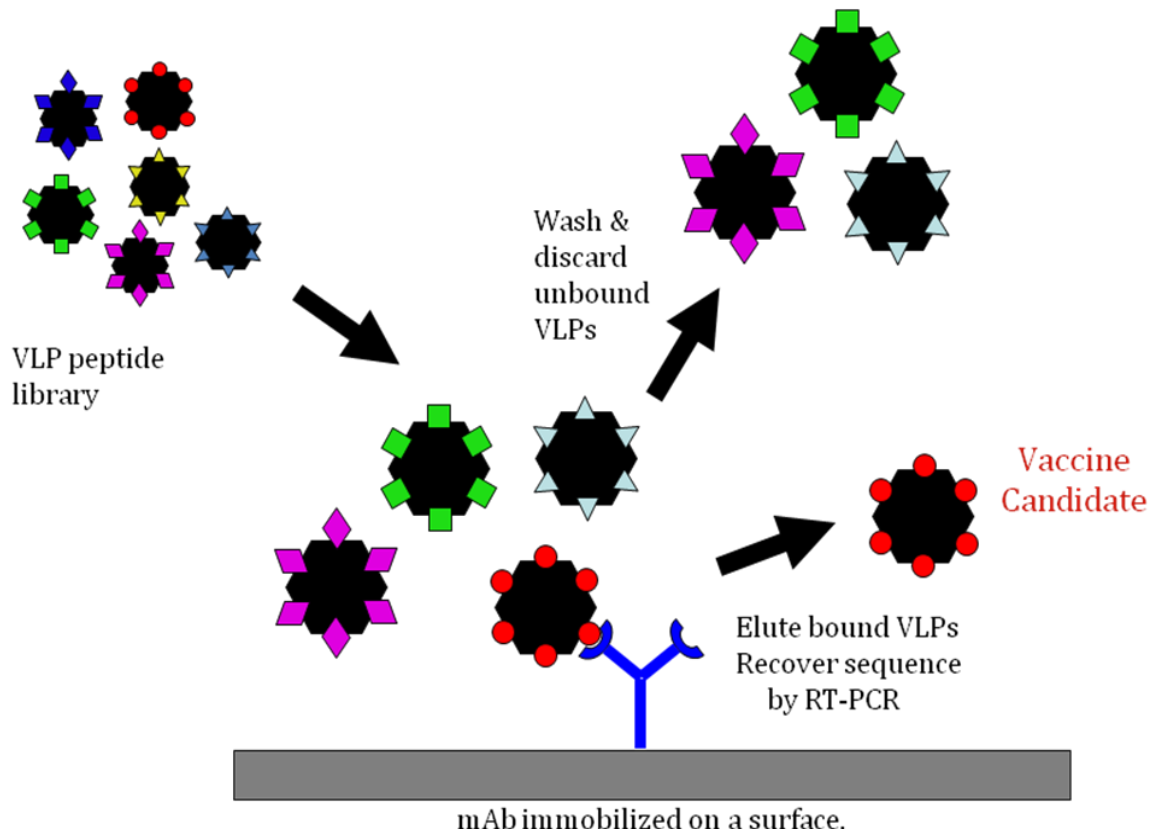 VLP peptide
library
Wash &
discard
unbound
VLPs
Vaccine
Candidate
Elute bound VLPs
Recover sequence
by RT-PCR
mAb immobilized on a surface.